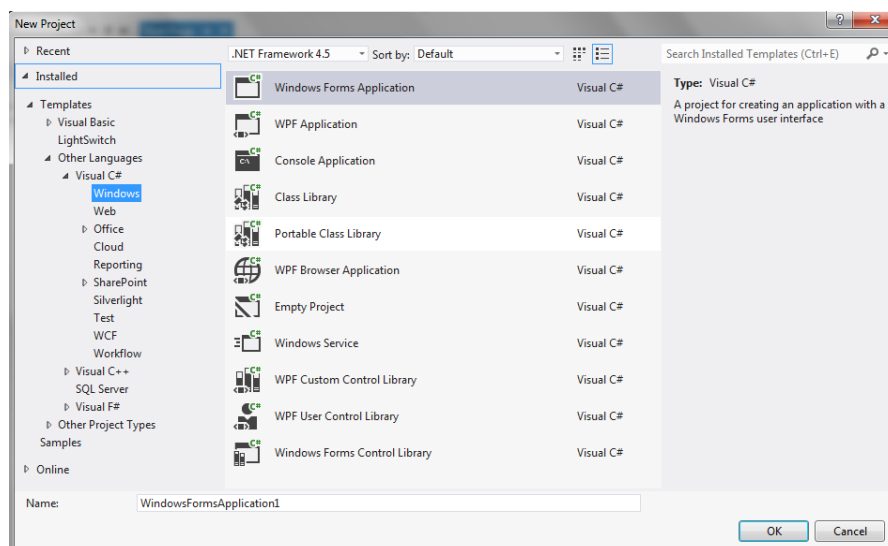 New Project
Recent
Installed
Templates
Visual Basic
LightSwitch
Other Languages
Visual C#
Windows
Web
Office
Cloud
Reporting
SharePoint
Silverlight
Test
WCF
Workflow
Visual C++
SQL Server
Visual F#
Other Project Types
Samples
Online
.NET Framework 4.5 Sort by: Default
Windows Forms Application Visual C#
WPF Application Visual C#
Console Application Visual C#
Class Library Visual C#
Portable Class Library Visual C#
WPF Browser Application Visual C#
Empty Project Visual C#
Windows Service Visual C#
WPF Custom Control Library Visual C#
WPF User Control Library Visual C#
Windows Forms Control Library Visual C#
Search Installed Templates (Ctrl+E)
Type: Visual C#
A project for creating an application with a
Windows Forms user interface
Name: WindowsFormsApplication1
OK Cancel